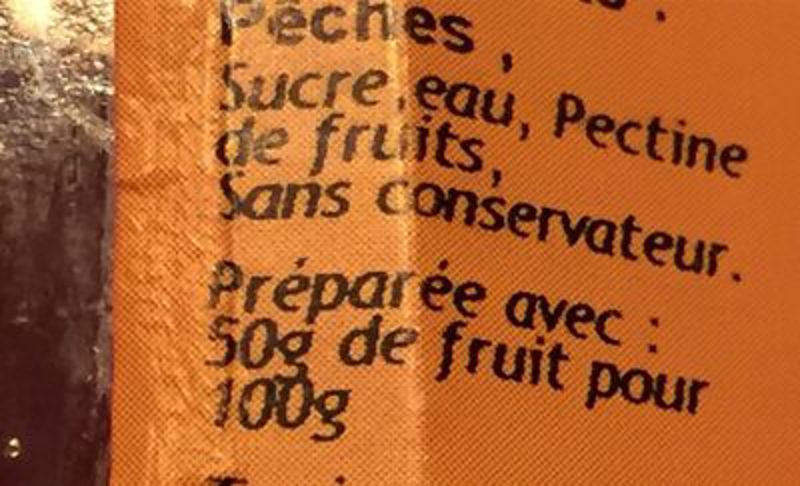 Pêches ,
Sucre, eau, Pectine
de fruits,
Sans conservateur.
Préparée avec :
50g de fruit pour
100g